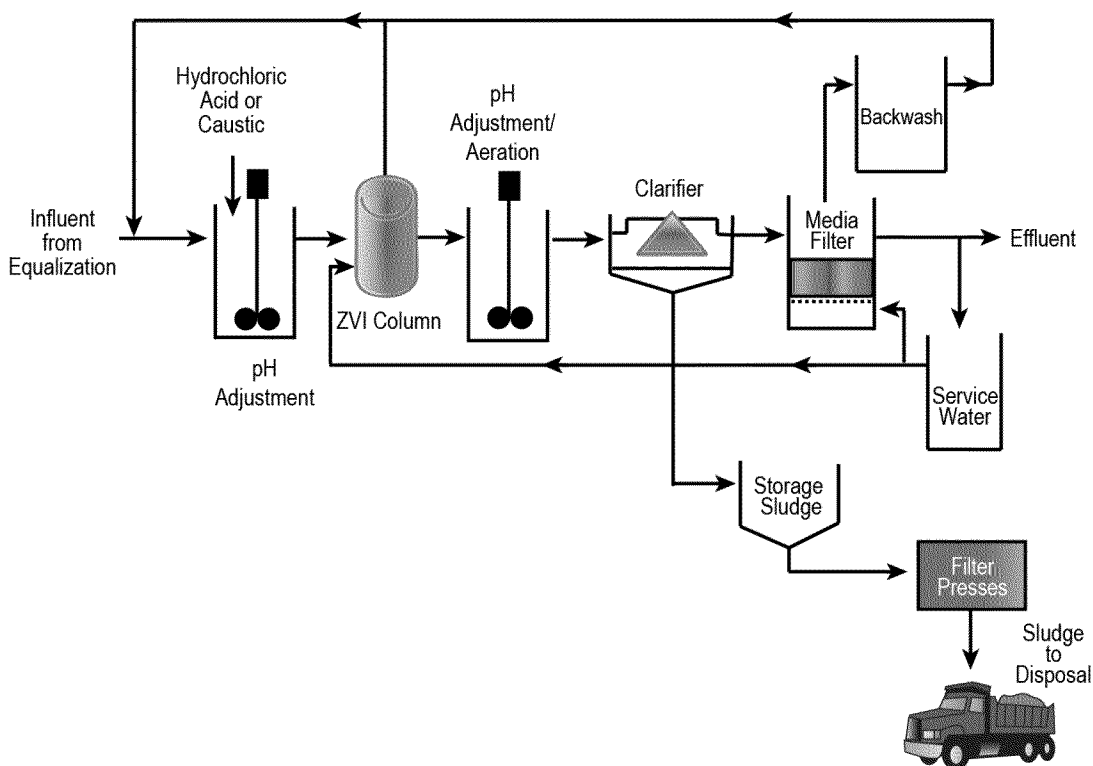 Hydrochloric
Acid or
Caustic
pH
Adjustment/
Aeration
Backwash
Clarifier
Influent
from
Equalization
Media
Filter
Effluent
ZVI Column
pH
Adjustment
Service
Water
Storage
Sludge
Filter
Presses
Sludge
to
Disposal